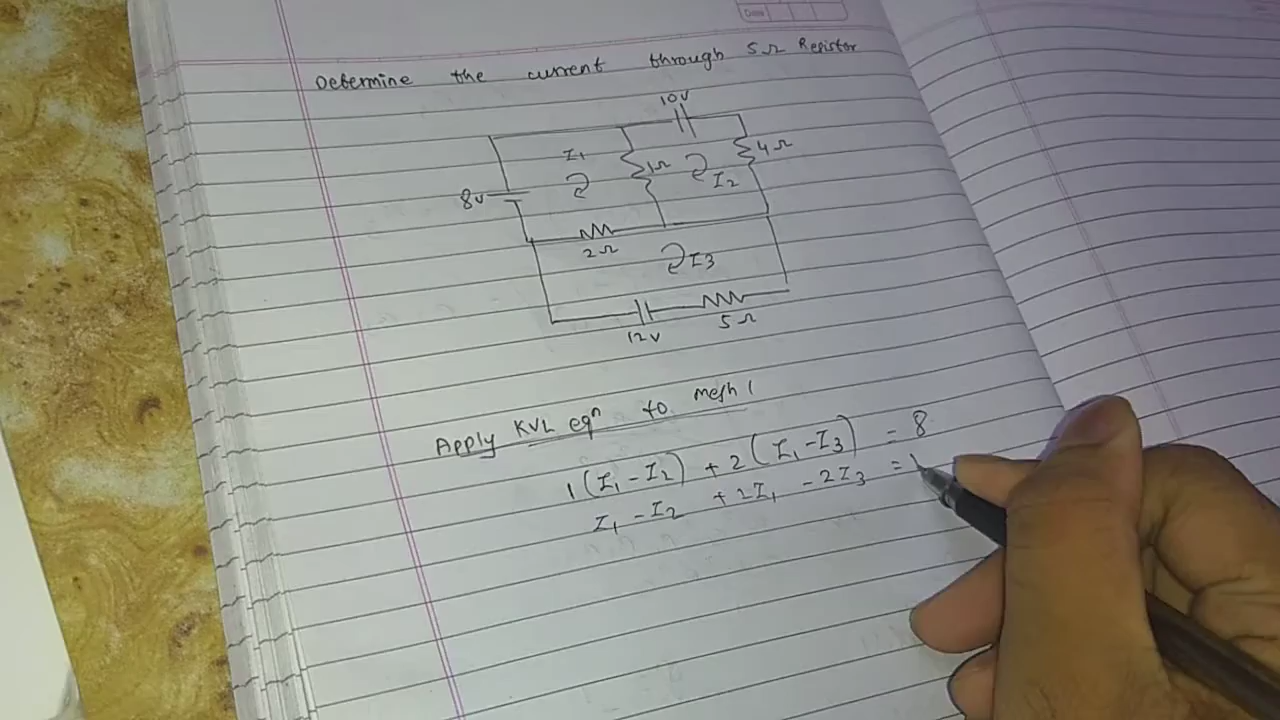 Date
Determine the current through 5Ω Resistor
10V
I1 1Ω 4Ω
I2
8V
2Ω I3
12V 5Ω
Apply KVL eqn to mesh 1
1(I1-I2) + 2(I1-I3) = 8
I1 - I2 + 2I1 - 2I3 =